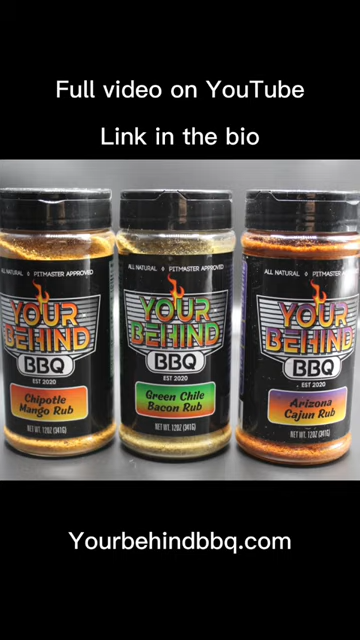 Full video on YouTube
Link in the bio
ALL NATURAL ◊ PITMASTER APPROVED
YOUR
BEHIND
BBQ
EST 2020
Chipotle
Mango Rub
NET WT. 12OZ (341G)
ALL NATURAL ◊ PITMASTER APPROVED
YOUR
BEHIND
BBQ
EST 2020
Green Chile
Bacon Rub
NET WT. 12OZ (341G)
ALL NATURAL ◊ PITMASTER APPROVED
YOUR
BEHIND
BBQ
EST 2020
Arizona
Cajun Rub
NET WT. 12OZ (341G)
Yourbehindbbq.com